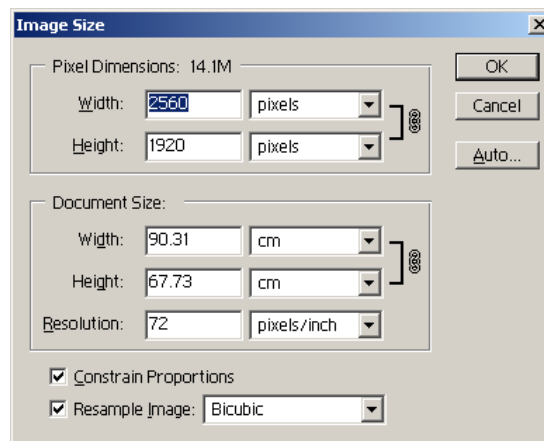 Image Size
Pixel Dimensions: 14.1M
Width: 2560 pixels
Height: 1920 pixels
OK
Cancel
Auto...
Document Size:
Width: 90.31 cm
Height: 67.73 cm
Resolution: 72 pixels/inch
Constrain Proportions
Resample Image: Bicubic